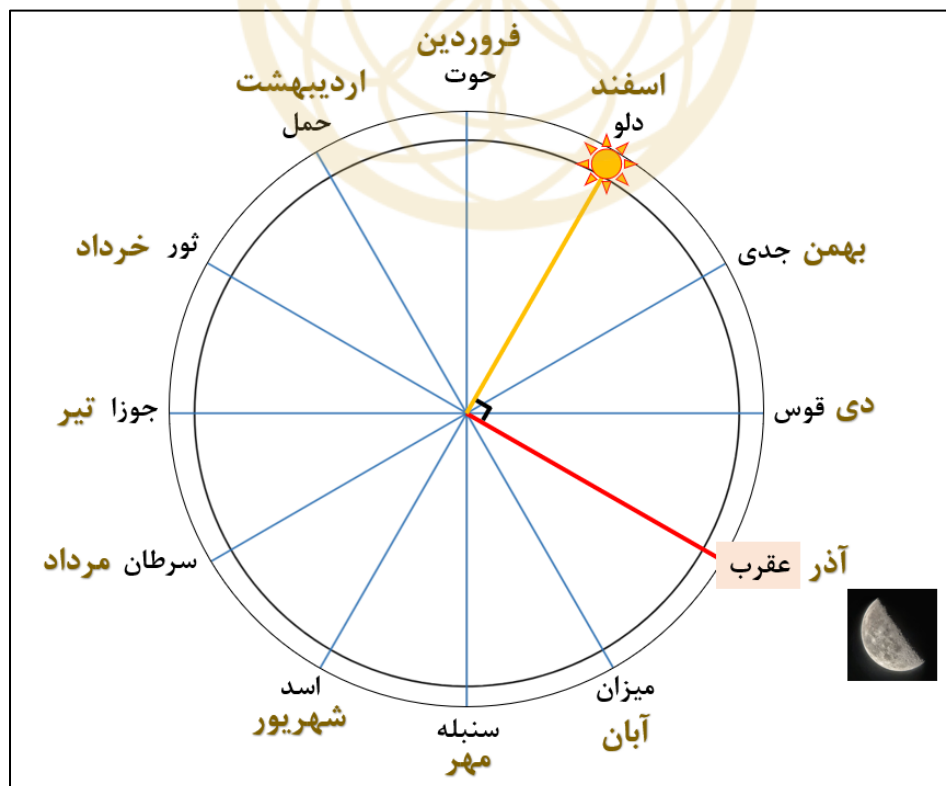 فروردین
حوت
اسفند
دلو
اردیبهشت
حمل
بهمن جدی
ثور خرداد
دی قوس
جوزا تیر
آذر عقرب
سرطان مرداد
میزان
آبان
اسد
شهریور
سنبله
مهر